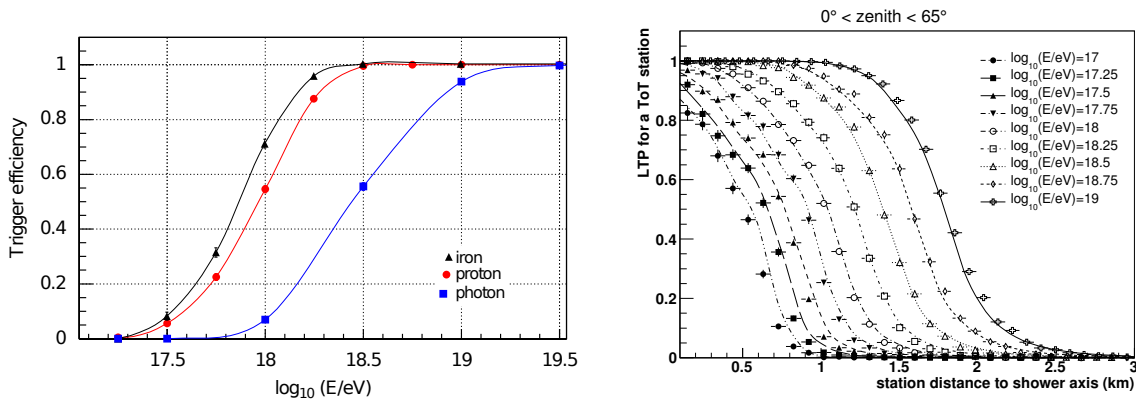 Trigger efficiency
1
0.8
0.6
0.4
0.2
0
17.5
18
18.5
19
19.5
log10 (E/eV)
iron
proton
photon
0° < zenith < 65°
LTP for a ToT station
1
0.8
0.6
0.4
0.2
0
0.5
1
1.5
2
2.5
3
station distance to shower axis (km)
log10(E/eV)=17
log10(E/eV)=17.25
log10(E/eV)=17.5
log10(E/eV)=17.75
log10(E/eV)=18
log10(E/eV)=18.25
log10(E/eV)=18.5
log10(E/eV)=18.75
log10(E/eV)=19